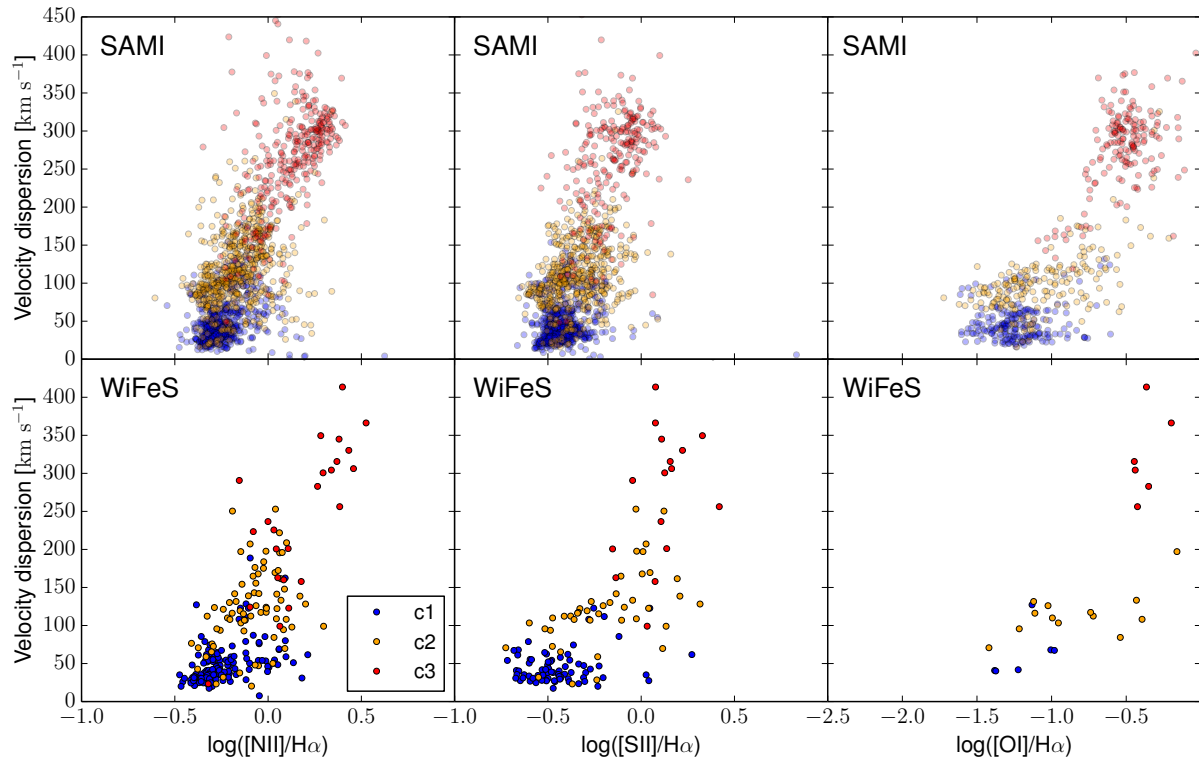 SAMI SAMI SAMI
450
400
350
300
250
200
150
100
50
0
Velocity dispersion [km s⁻¹]
WiFeS WiFeS WiFeS
400
350
300
250
200
150
100
50
0
Velocity dispersion [km s⁻¹]
c1
c2
c3
−1.0 −0.5 0.0 0.5 −1.0 −0.5 0.0 0.5 −2.5 −2.0 −1.5 −1.0 −0.5
log([NII]/Hα) log([SII]/Hα) log([OI]/Hα)